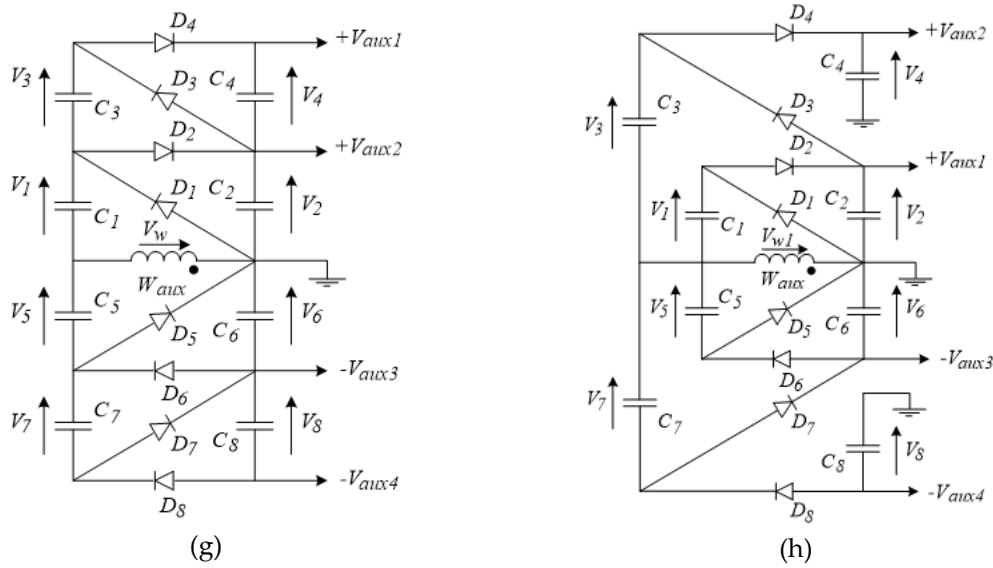 D4
+Vaux1
V3
C3
D3
C4
V4
D2
+Vaux2
V1
C1
D1
C2
V2
Vw
Waux
V5
C5
D5
C6
V6
-Vaux3
D6
V7
C7
D7
C8
V8
-Vaux4
D8
(g)
D4
+Vaux2
C4
V4
V3
C3
D3
D2
+Vaux1
V1
C1
D1
C2
V2
Vw1
Waux
V5
C5
D5
C6
V6
-Vaux3
D6
V7
C7
D7
C8
V8
-Vaux4
D8
(h)